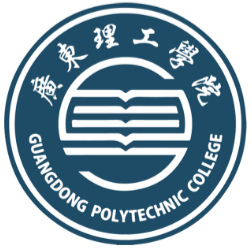 廣東理工學院
GUANGDONG POLYTECHNIC COLLEGE